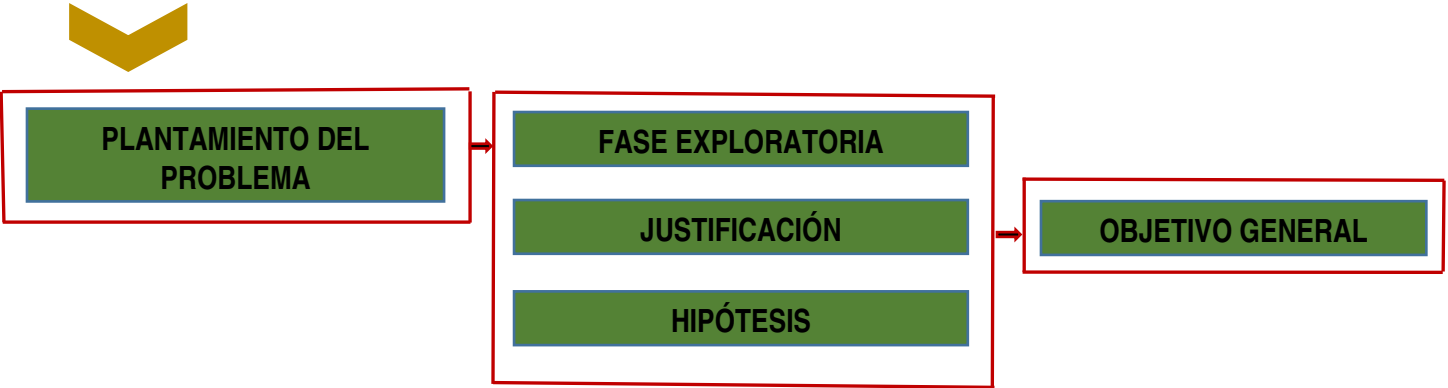 PLANTAMIENTO DEL
PROBLEMA
FASE EXPLORATORIA
JUSTIFICACIÓN
HIPÓTESIS
OBJETIVO GENERAL